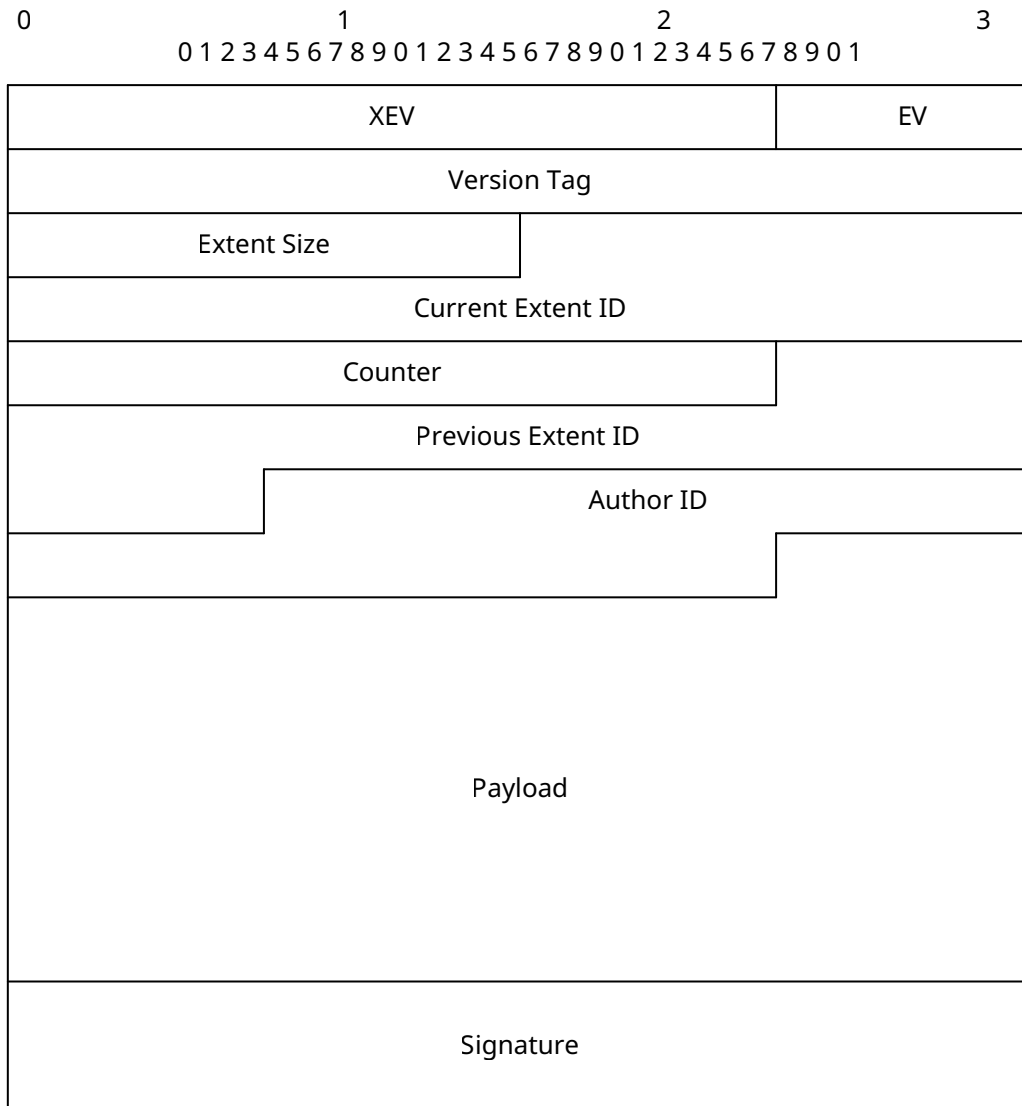 0 1 2 3
0 1 2 3 4 5 6 7 8 9 0 1 2 3 4 5 6 7 8 9 0 1 2 3 4 5 6 7 8 9 0 1
XEV EV
Version Tag
Extent Size
Current Extent ID
Counter
Previous Extent ID
Author ID
Payload
Signature